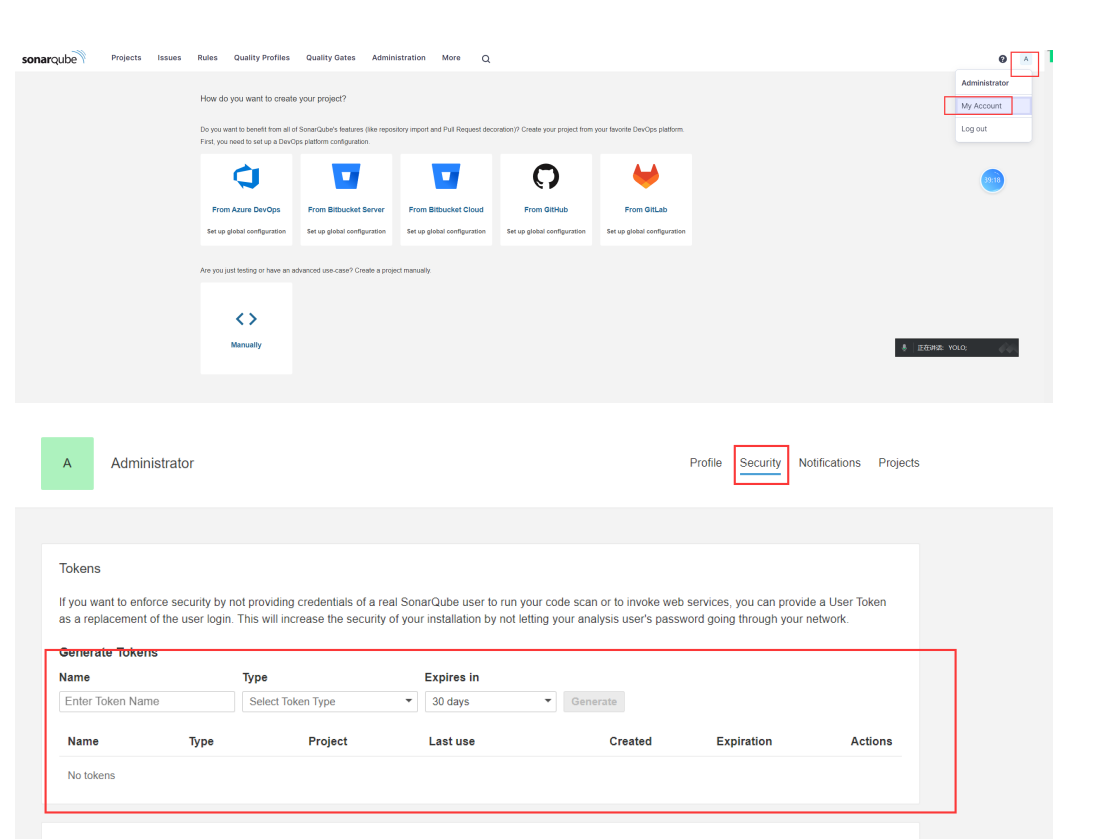 sonarqube Projects Issues Rules Quality Profiles Quality Gates Administration More ? A
Administrator
My Account
Log out
How do you want to create your project?
Do you want to benefit from all of SonarQube's features (like repository import and Pull Request decoration)? Create your project from your favorite DevOps platform.
First, you need to set up a DevOps platform configuration.
From Azure DevOps From Bitbucket Server From Bitbucket Cloud From GitHub From GitLab
Set up global configuration Set up global configuration Set up global configuration Set up global configuration Set up global configuration
39:18
Are you just testing or have an advanced use-case? Create a project manually.
Manually
正在讲话: YOLO;
A Administrator Profile Security Notifications Projects
Tokens
If you want to enforce security by not providing credentials of a real SonarQube user to run your code scan or to invoke web services, you can provide a User Token
as a replacement of the user login. This will increase the security of your installation by not letting your analysis user's password going through your network.
Generate Tokens
Name Type Expires in
Enter Token Name Select Token Type 30 days Generate
Name Type Project Last use Created Expiration Actions
No tokens